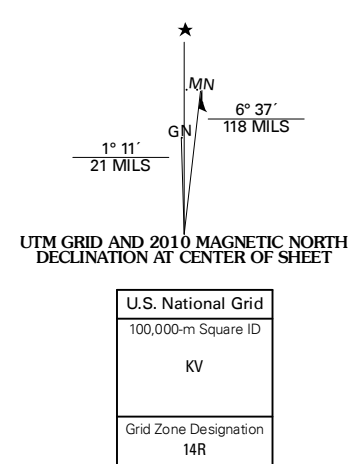 MN
6° 37´
118 MILS
GN
1° 11´
21 MILS
UTM GRID AND 2010 MAGNETIC NORTH
DECLINATION AT CENTER OF SHEET
U.S. National Grid
100,000-m Square ID
KV
Grid Zone Designation
14R